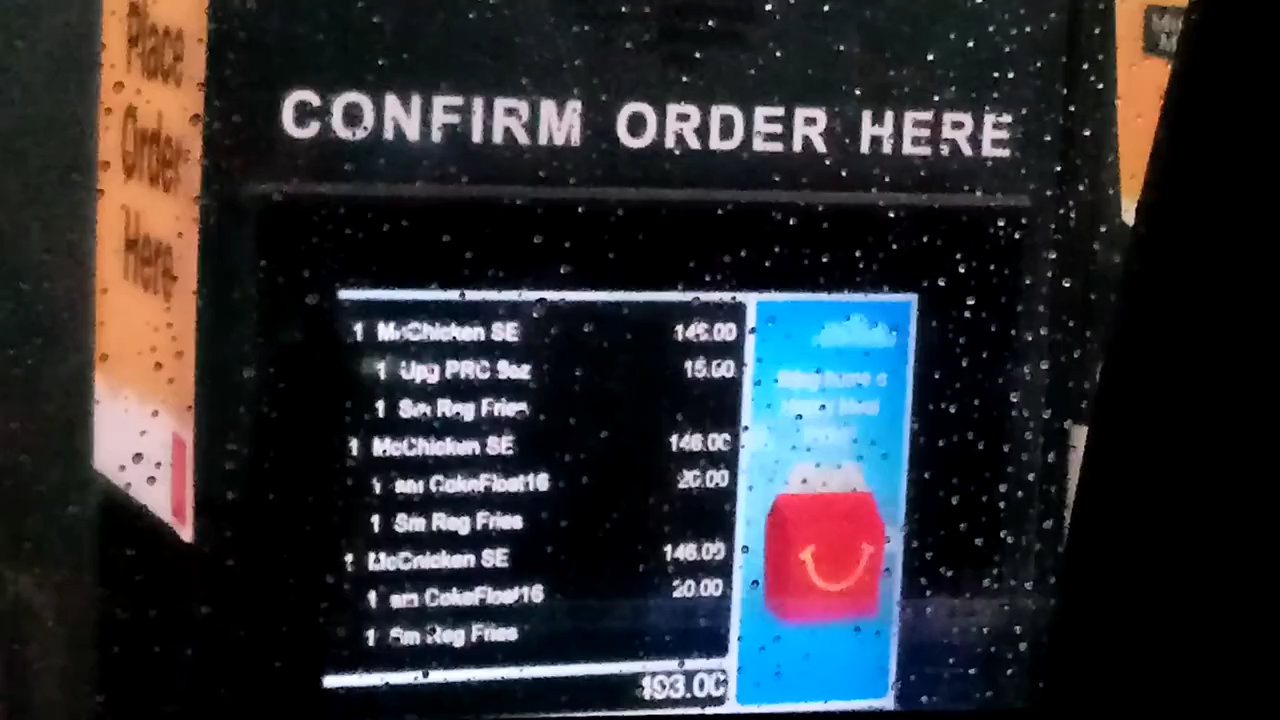 Place
Order
Here
CONFIRM ORDER HERE
1 McChicken SE 146.00
1 Upg PRC 9oz 15.00
1 Sm Reg Fries
1 McChicken SE 146.00
1 sm CokeFloat16 20.00
1 Sm Reg Fries
1 McChicken SE 146.00
1 sm CokeFloat16 20.00
1 Sm Reg Fries